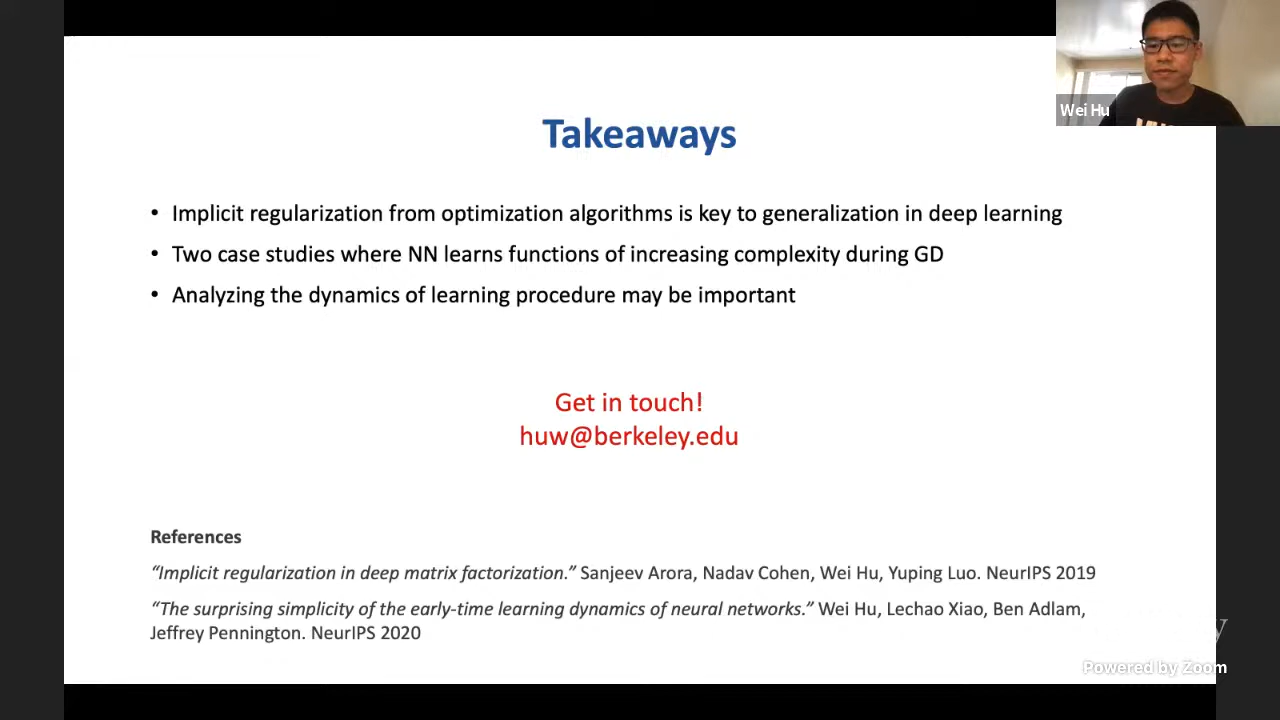 Wei Hu
Takeaways
• Implicit regularization from optimization algorithms is key to generalization in deep learning
• Two case studies where NN learns functions of increasing complexity during GD
• Analyzing the dynamics of learning procedure may be important
Get in touch!
huw@berkeley.edu
References
“Implicit regularization in deep matrix factorization.” Sanjeev Arora, Nadav Cohen, Wei Hu, Yuping Luo. NeurIPS 2019
“The surprising simplicity of the early-time learning dynamics of neural networks.” Wei Hu, Lechao Xiao, Ben Adlam,
Jeffrey Pennington. NeurIPS 2020
Powered by Zoom